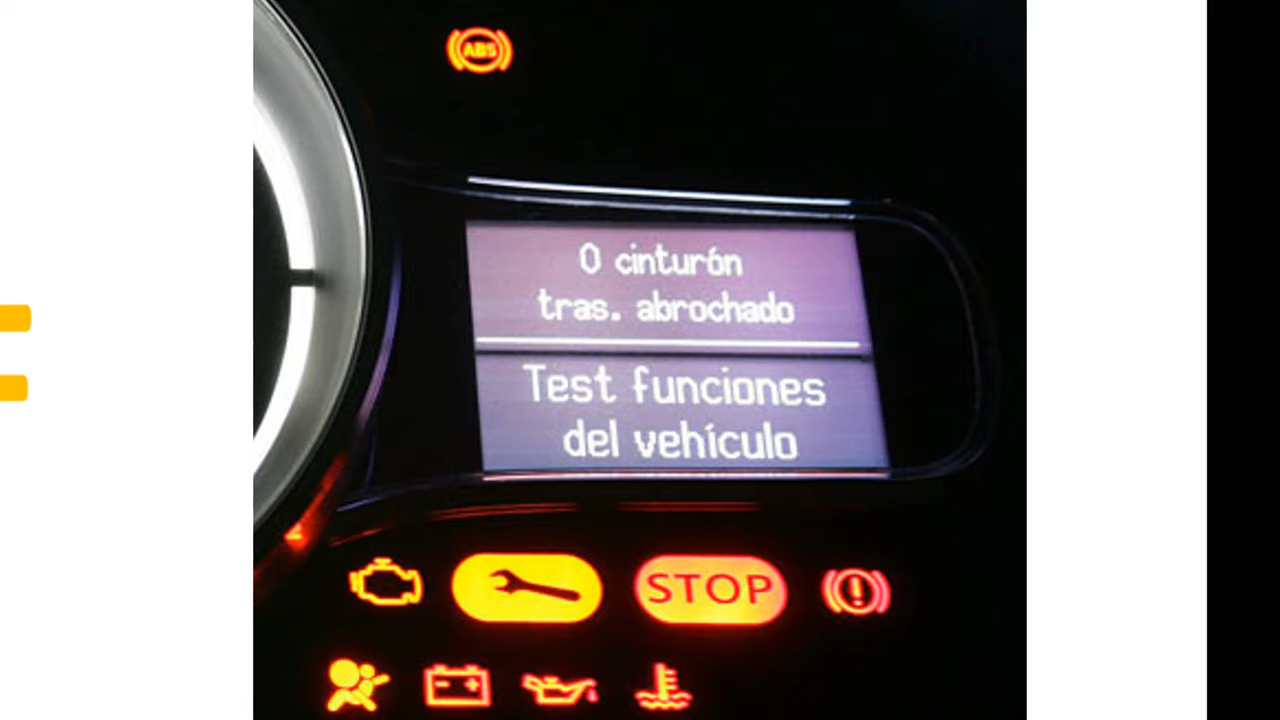 ABS
0 cinturón
tras. abrochado
Test funciones
del vehículo
STOP